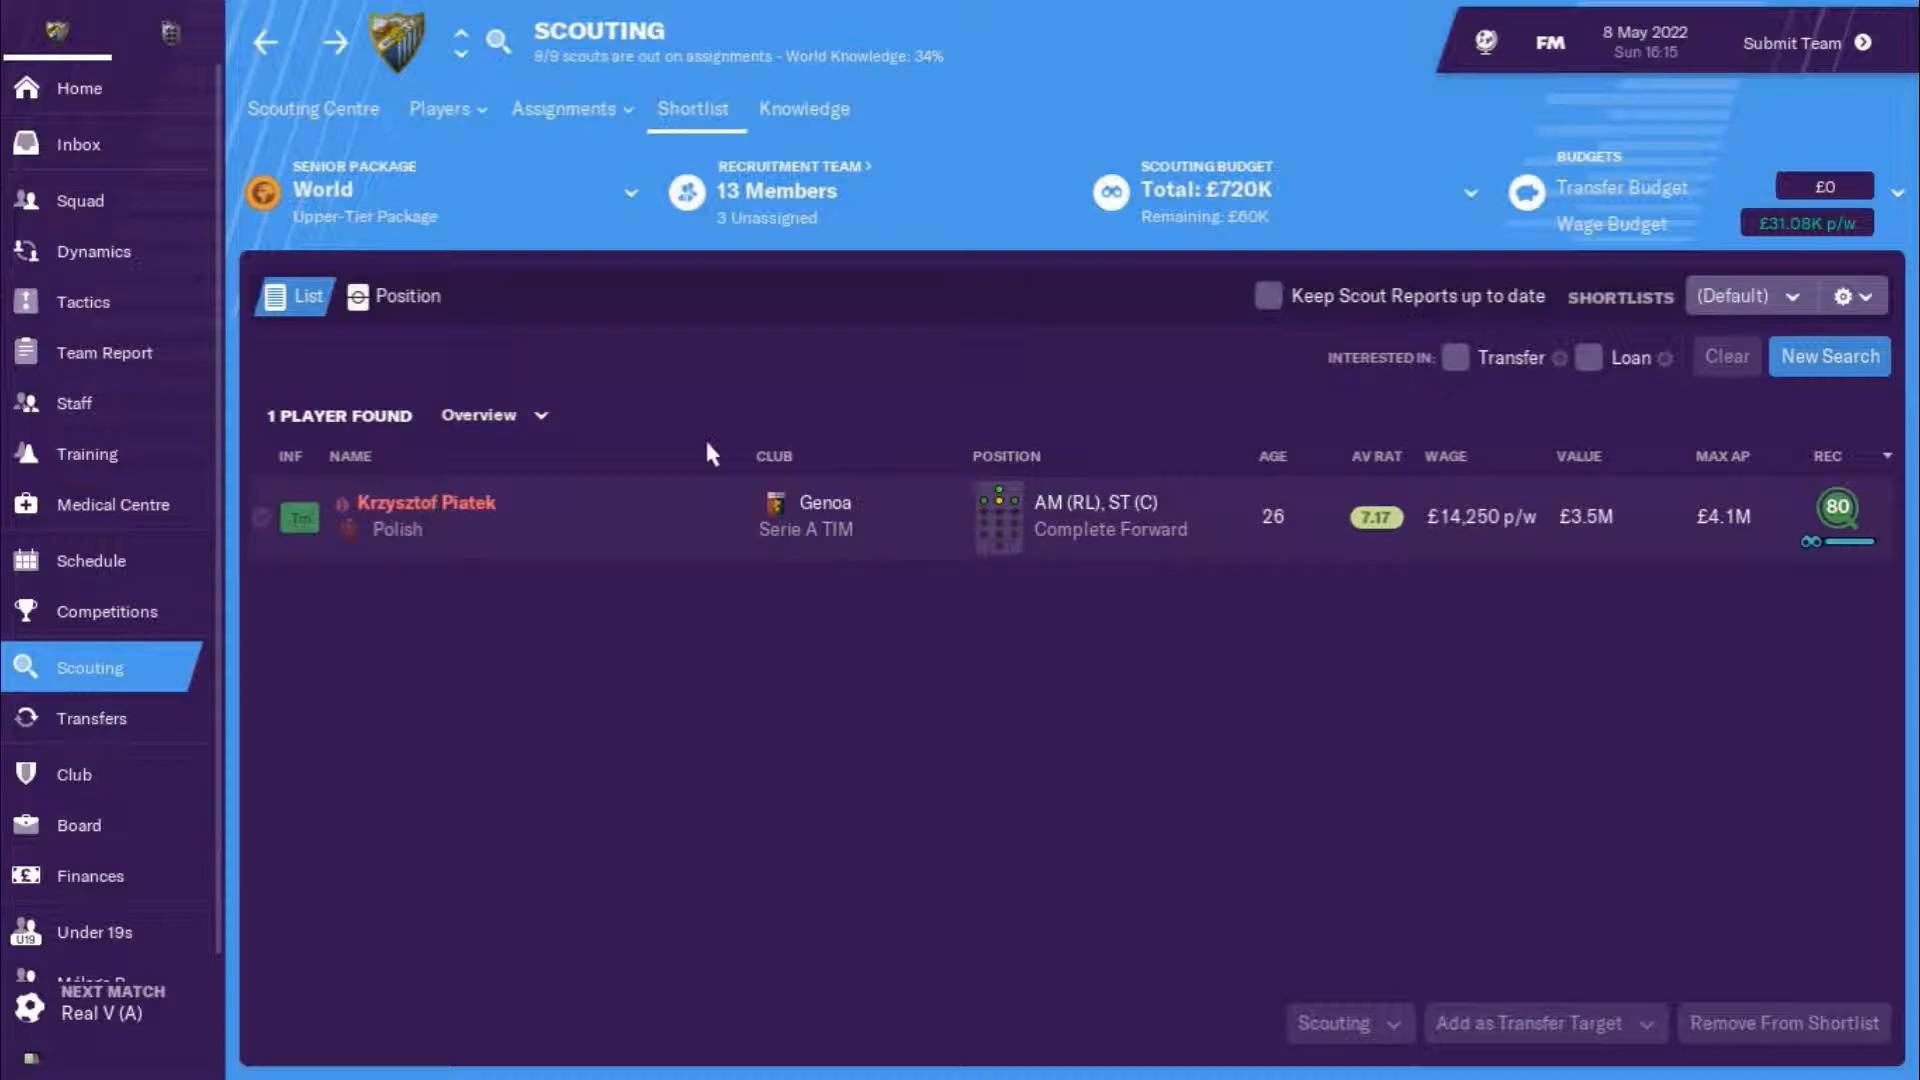 SCOUTING
9/9 scouts are out on assignments - World Knowledge: 34%
FM
8 May 2022
Sun 16:15
Submit Team
Scouting Centre
Players
Assignments
Shortlist
Knowledge
SENIOR PACKAGE
World
Upper-Tier Package
RECRUITMENT TEAM >
13 Members
3 Unassigned
SCOUTING BUDGET
Total: £720K
Remaining: £60K
BUDGETS
Transfer Budget
£0
Wage Budget
£31.08K p/w
Home
Inbox
Squad
Dynamics
Tactics
Team Report
Staff
Training
Medical Centre
Schedule
Competitions
Scouting
Transfers
Club
Board
Finances
U19
Under 19s
NEXT MATCH
Real V (A)
List
Position
Keep Scout Reports up to date
SHORTLISTS
(Default)
INTERESTED IN:
Transfer
Loan
Clear
New Search
1 PLAYER FOUND
Overview
INF
NAME
CLUB
POSITION
AGE
AV RAT
WAGE
VALUE
MAX AP
REC
Trn
Krzysztof Piatek
Polish
Genoa
Serie A TIM
AM (RL), ST (C)
Complete Forward
26
7.17
£14,250 p/w
£3.5M
£4.1M
80
Scouting
Add as Transfer Target
Remove From Shortlist